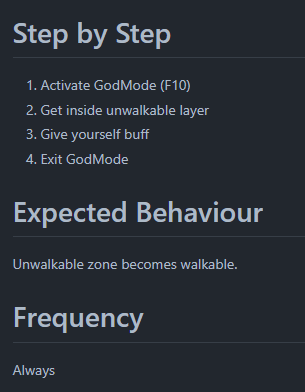 Step by Step
1. Activate GodMode (F10)
2. Get inside unwalkable layer
3. Give yourself buff
4. Exit GodMode
Expected Behaviour
Unwalkable zone becomes walkable.
Frequency
Always